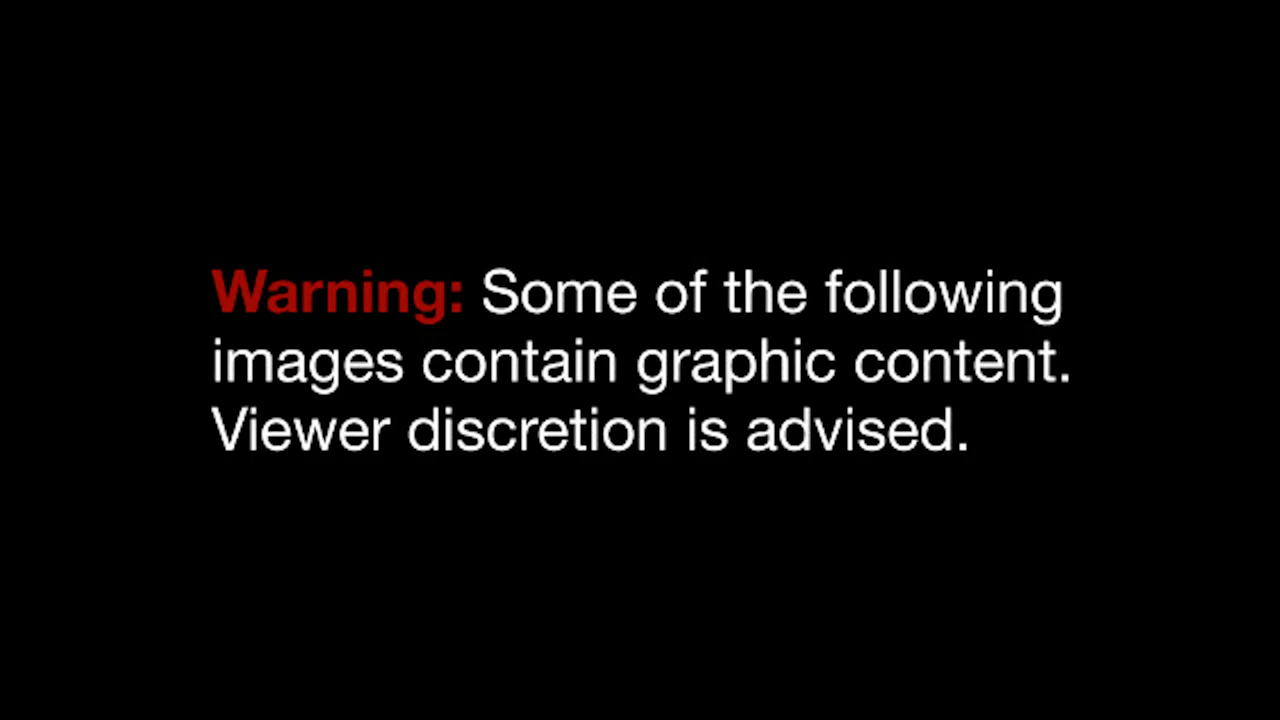 Warning: Some of the following
images contain graphic content.
Viewer discretion is advised.